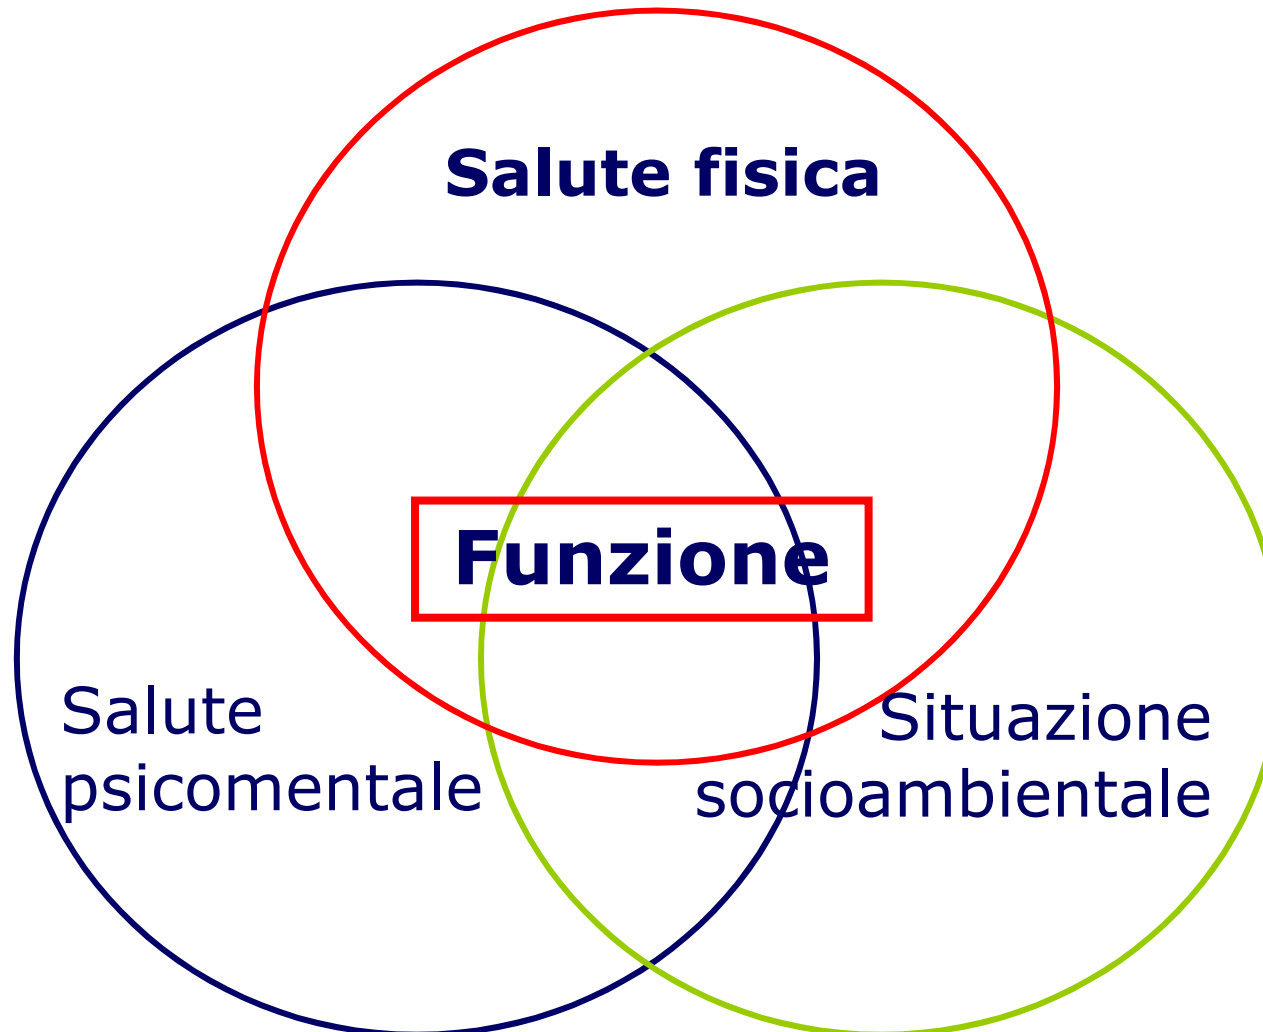 Salute fisica
Funzione
Salute
psicomentale
Situazione
socioambientale